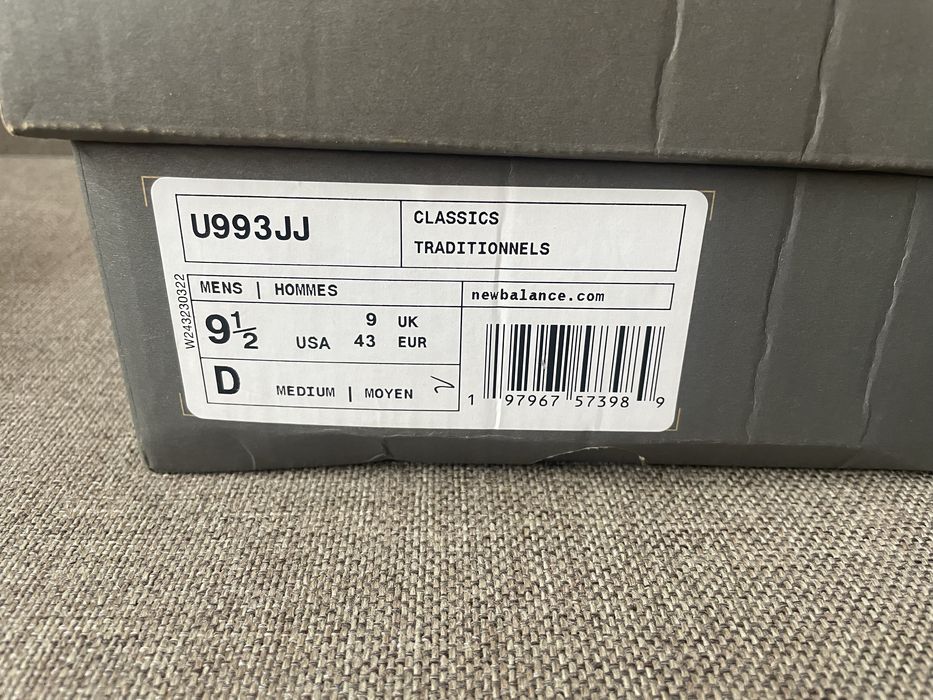 U993JJ
CLASSICS
TRADITIONNELS
W243230322
MENS | HOMMES
newbalance.com
9½ USA
9 UK
43 EUR
D MEDIUM | MOYEN
1 97967 57398 9